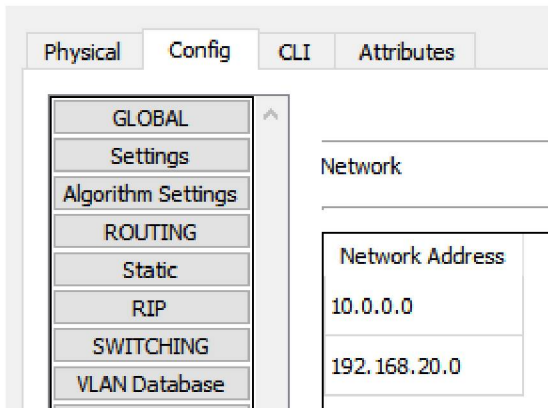 Physical Config CLI Attributes
GLOBAL
Settings
Algorithm Settings
ROUTING
Static
RIP
SWITCHING
VLAN Database
Network
Network Address
10.0.0.0
192.168.20.0